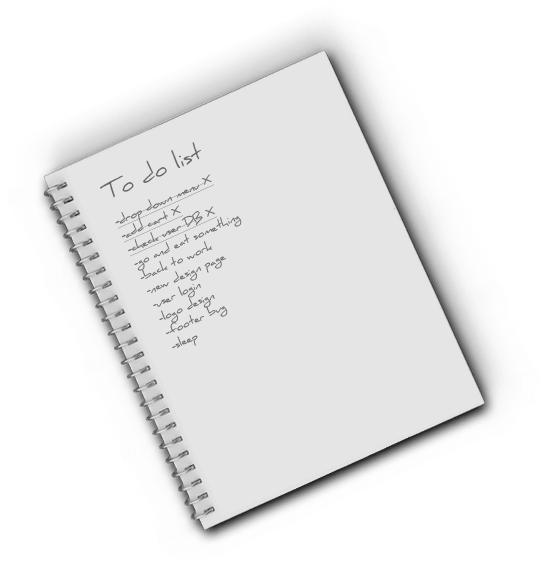 To do list
-drop down menu X
-add cart X
-check user DB X
-go and eat something
-back to work
-new design page
-user login
-logo design
-footer bug
-sleep